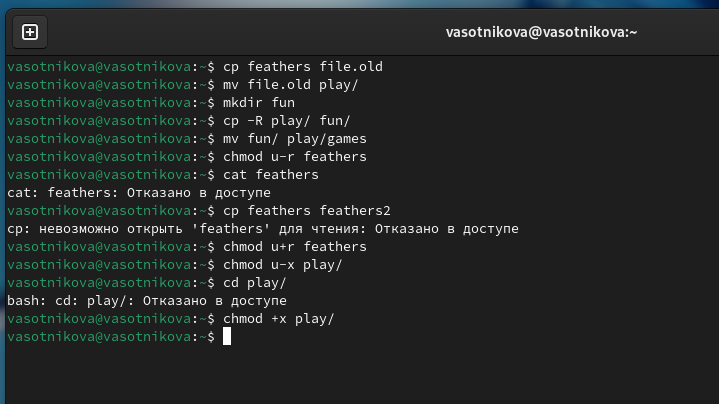 vasotnikova@vasotnikova:~
vasotnikova@vasotnikova:~$ cp feathers file.old
vasotnikova@vasotnikova:~$ mv file.old play/
vasotnikova@vasotnikova:~$ mkdir fun
vasotnikova@vasotnikova:~$ cp -R play/ fun/
vasotnikova@vasotnikova:~$ mv fun/ play/games
vasotnikova@vasotnikova:~$ chmod u-r feathers
vasotnikova@vasotnikova:~$ cat feathers
cat: feathers: Отказано в доступе
vasotnikova@vasotnikova:~$ cp feathers feathers2
cp: невозможно открыть 'feathers' для чтения: Отказано в доступе
vasotnikova@vasotnikova:~$ chmod u+r feathers
vasotnikova@vasotnikova:~$ chmod u-x play/
vasotnikova@vasotnikova:~$ cd play/
bash: cd: play/: Отказано в доступе
vasotnikova@vasotnikova:~$ chmod +x play/
vasotnikova@vasotnikova:~$